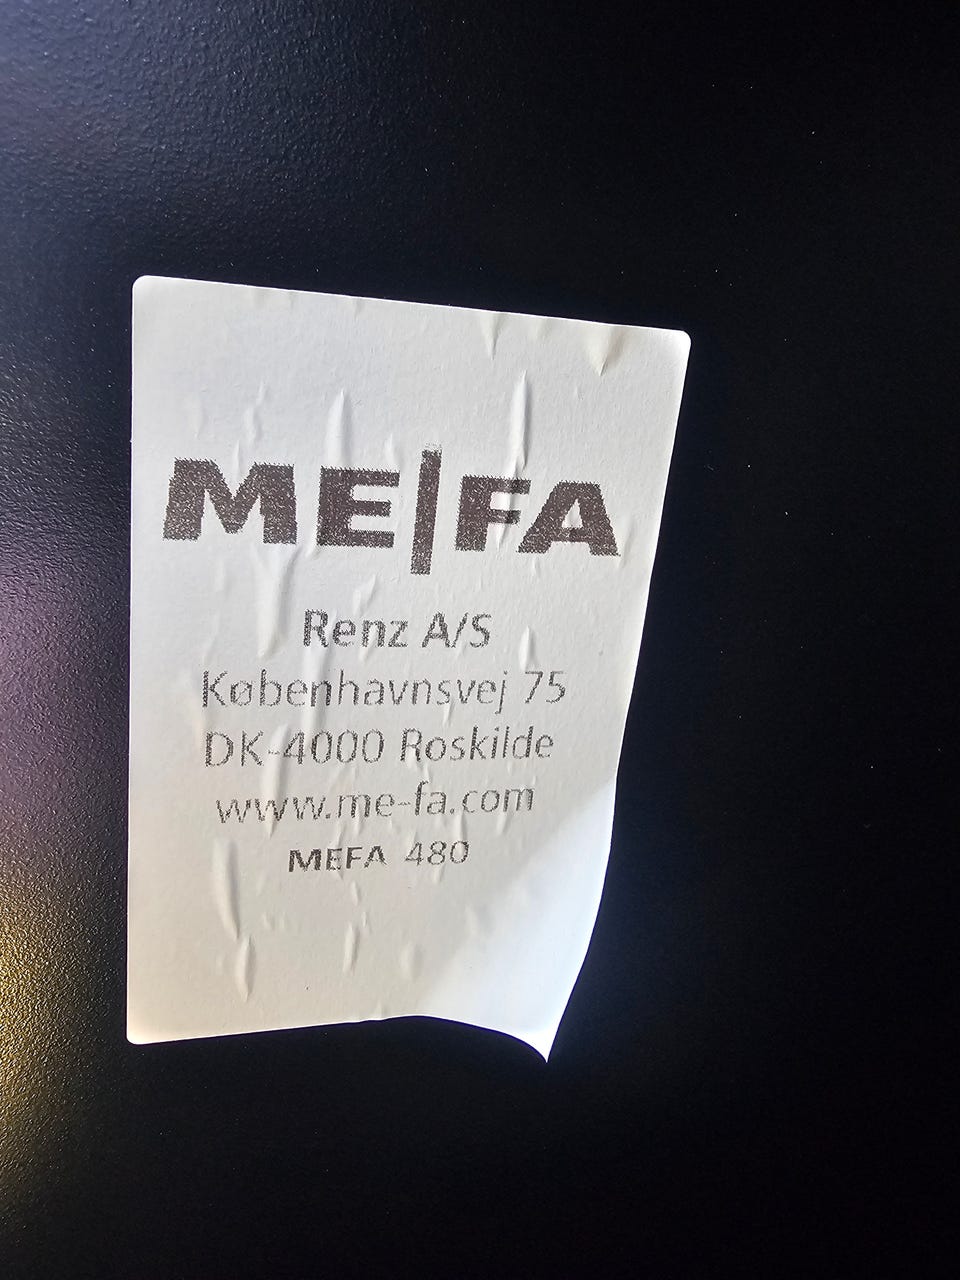 ME|FA
Renz A/S
Københavnsvej 75
DK-4000 Roskilde
www.me-fa.com
MEFA 480